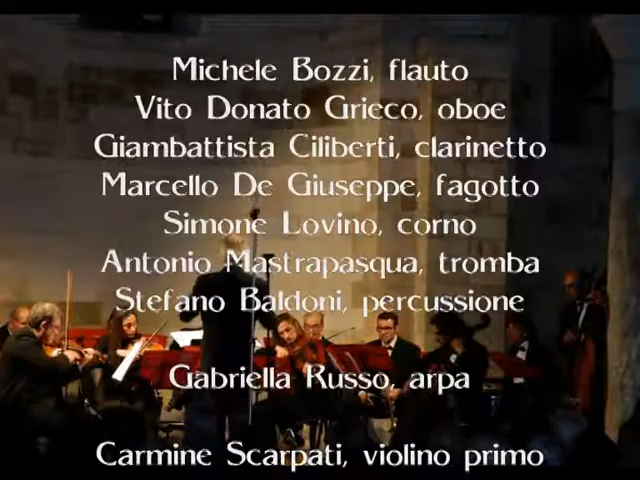 Michele Bozzi, flauto
Vito Donato Grieco, oboe
Giambattista Ciliberti, clarinetto
Marcello De Giuseppe, fagotto
Simone Lovino, corno
Antonio Mastrapasqua, tromba
Stefano Baldoni, percussione
Gabriella Russo, arpa
Carmine Scarpati, violino primo